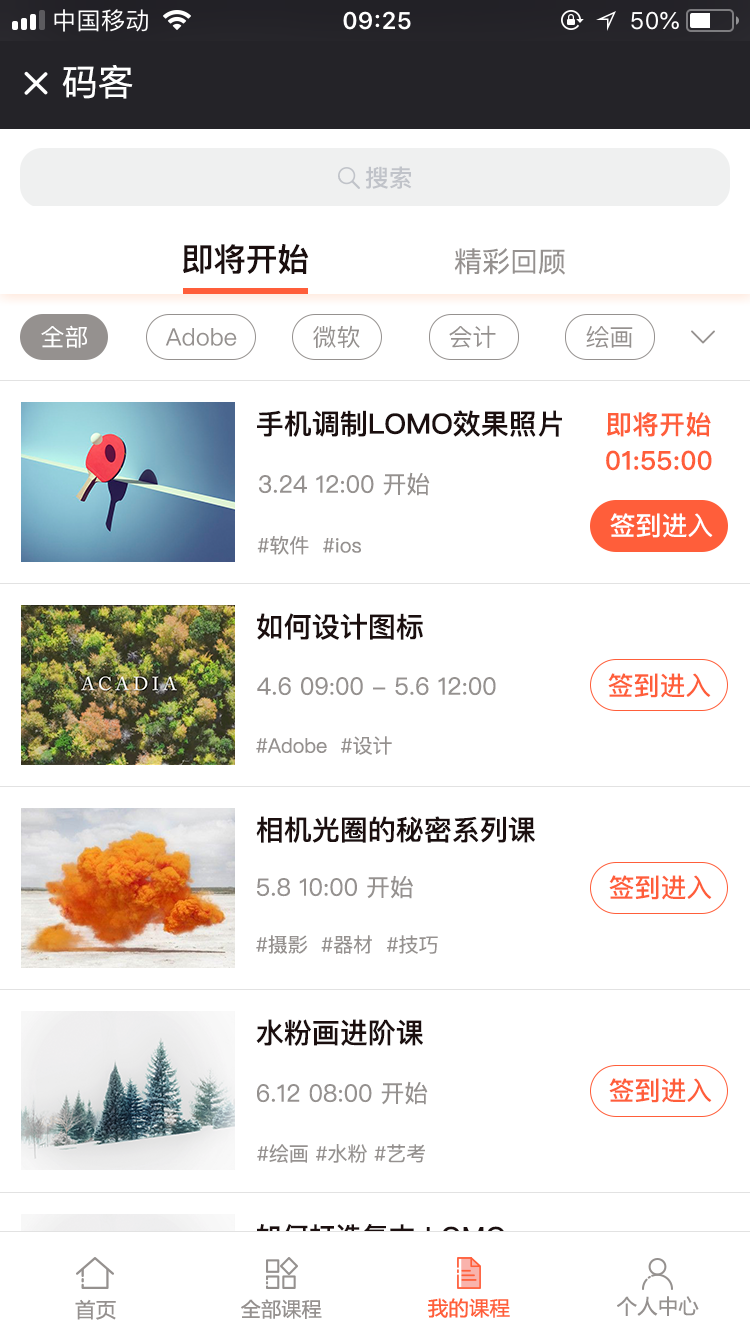 中国移动 09:25 50%
码客
搜索
即将开始 精彩回顾
全部 Adobe 微软 会计 绘画
手机调制LOMO效果照片
即将开始
01:55:00
3.24 12:00 开始
签到进入
#软件 #ios
ACADIA
如何设计图标
4.6 09:00 – 5.6 12:00
签到进入
#Adobe #设计
相机光圈的秘密系列课
5.8 10:00 开始
签到进入
#摄影 #器材 #技巧
水粉画进阶课
6.12 08:00 开始
签到进入
#绘画 #水粉 #艺考
首页 全部课程 我的课程 个人中心